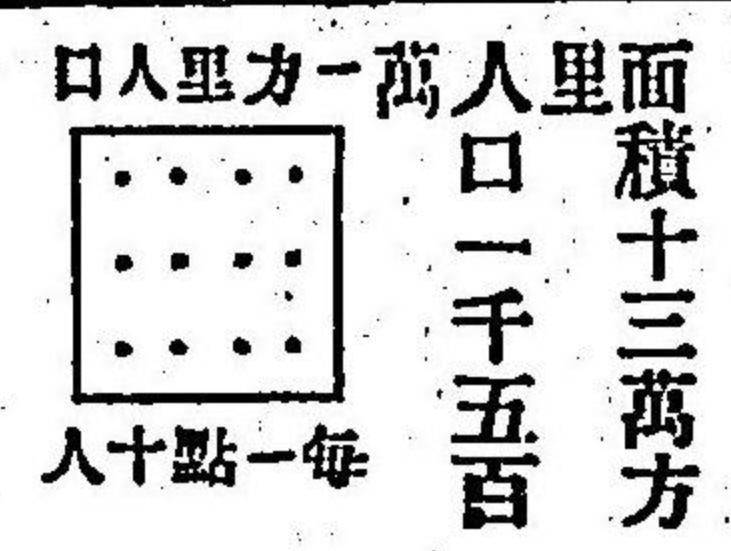 面積十三萬方
里
人口一千五百
萬
一方里人口
每一點十人